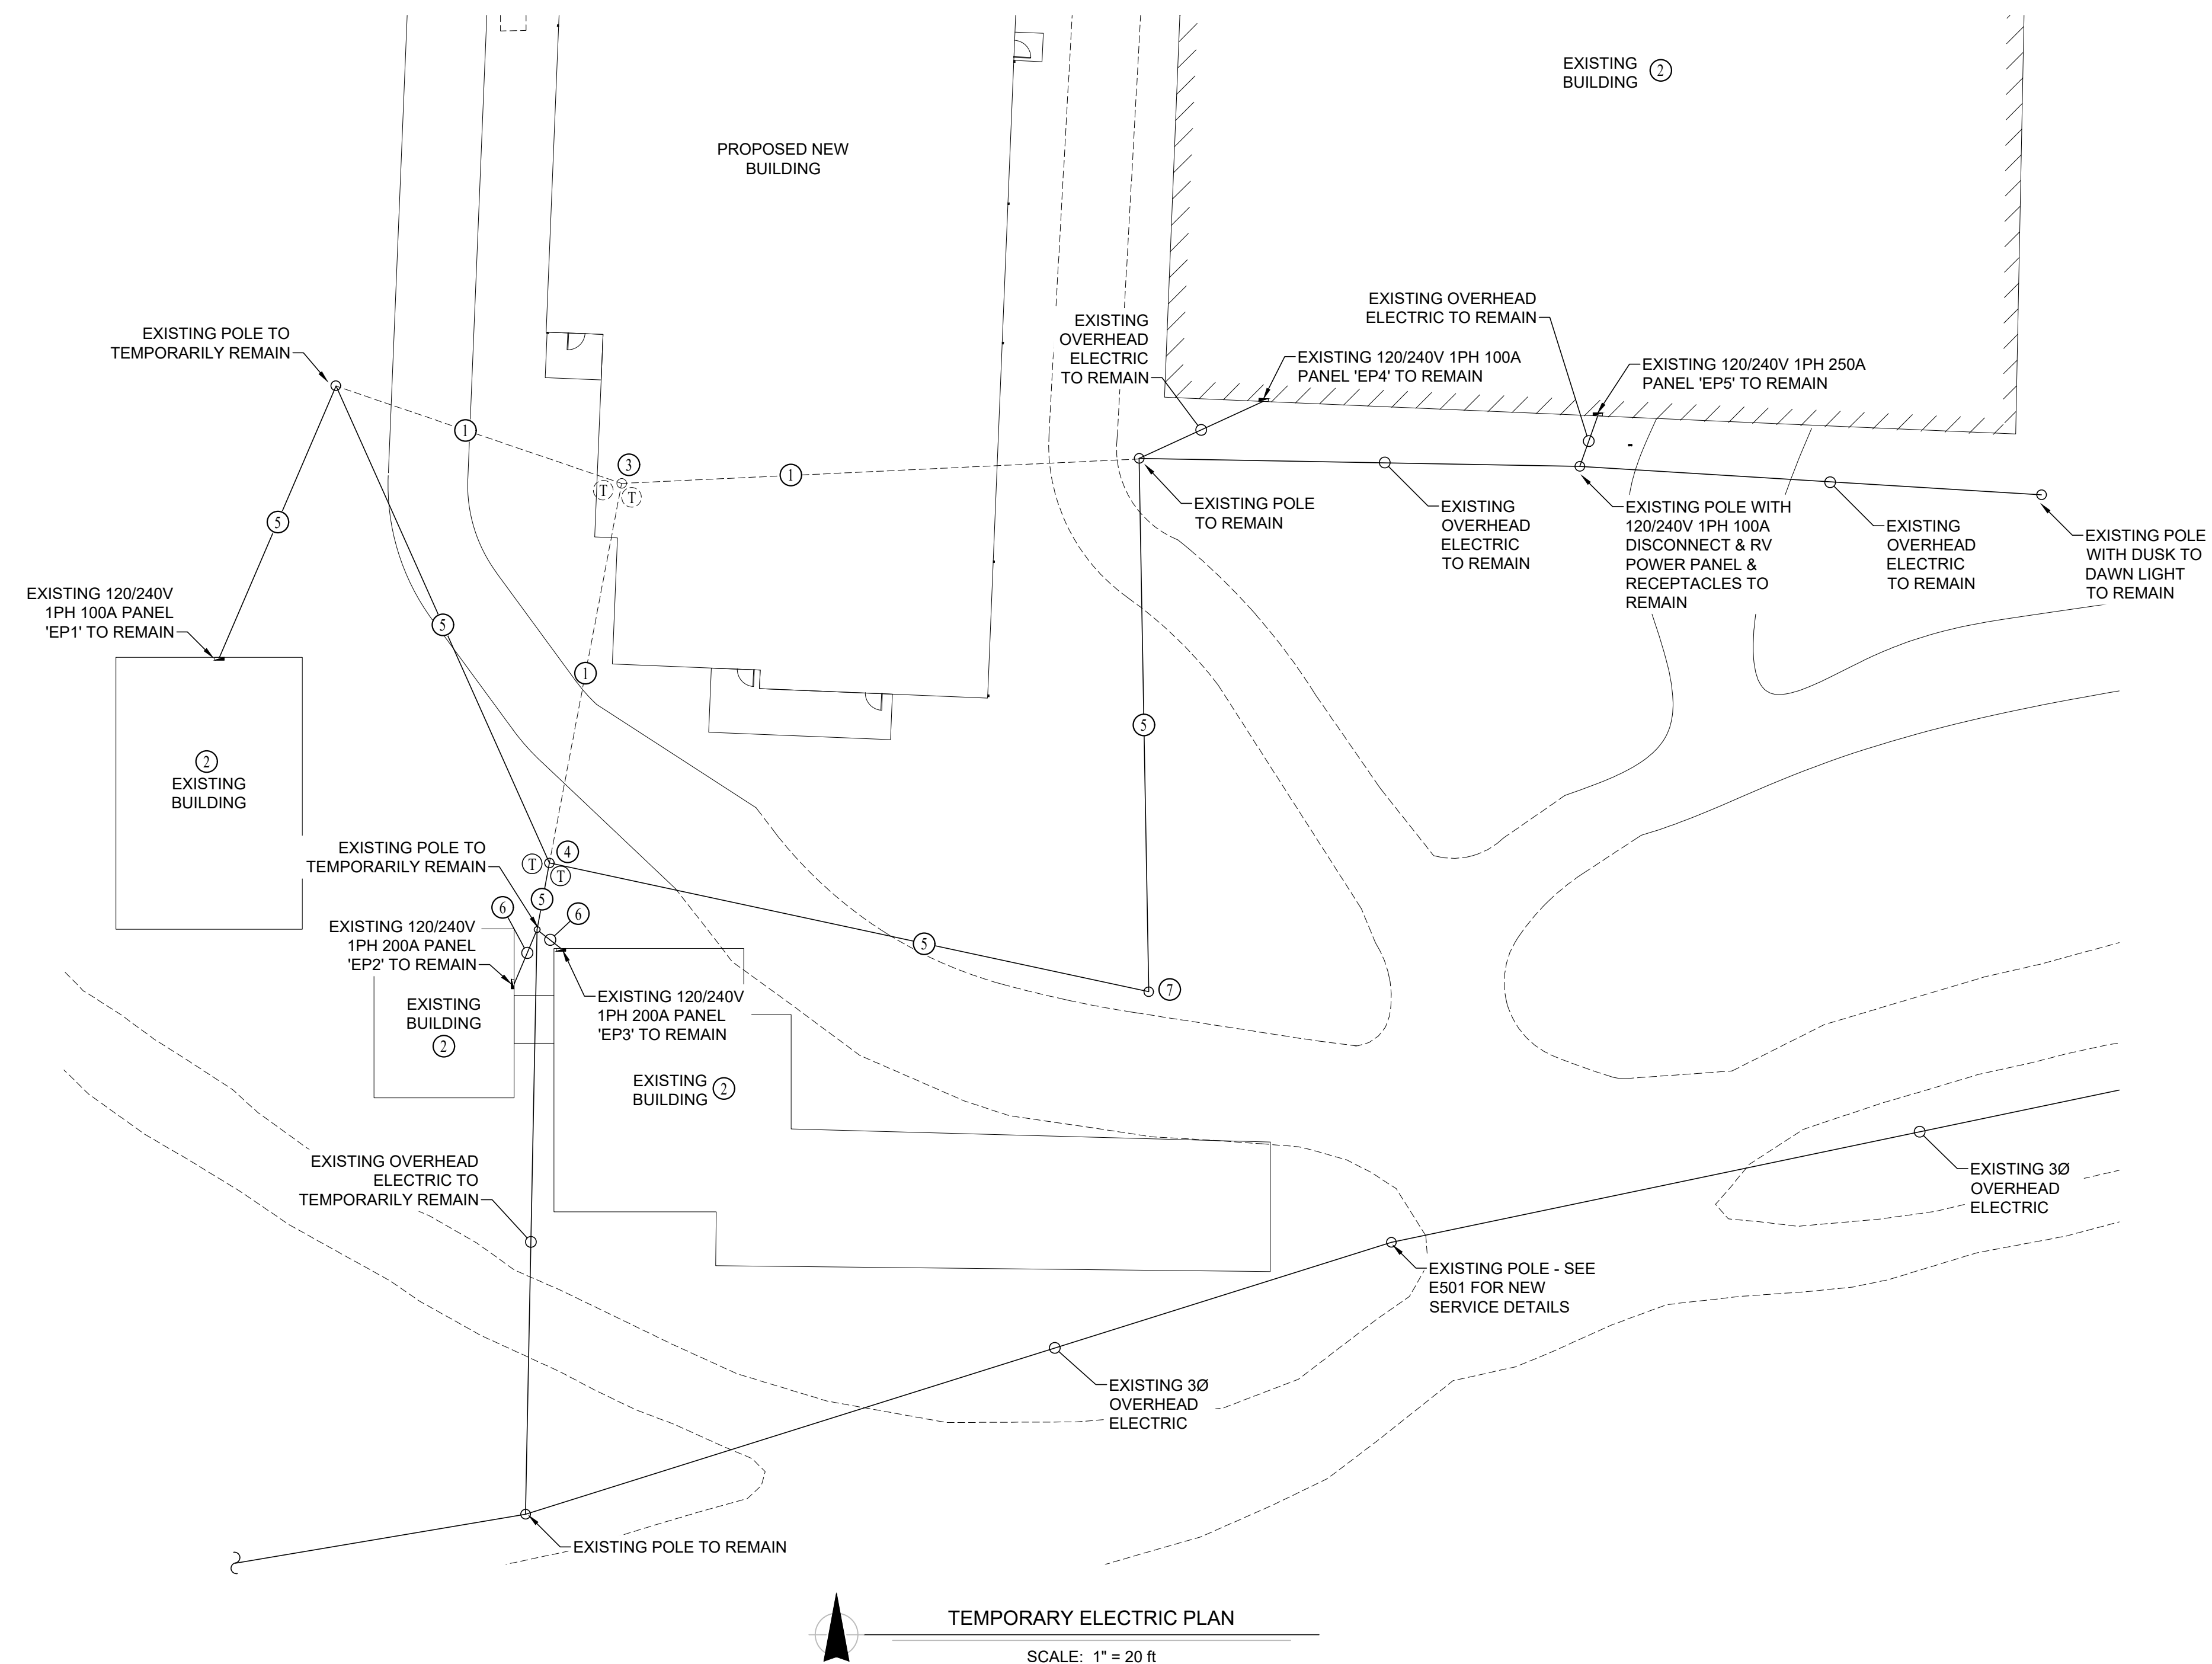 EXISTING
BUILDING
2
PROPOSED NEW
BUILDING
EXISTING OVERHEAD
ELECTRIC TO REMAIN
EXISTING
OVERHEAD
ELECTRIC
TO REMAIN
EXISTING POLE TO
TEMPORARILY REMAIN
EXISTING 120/240V 1PH 100A
PANEL 'EP4' TO REMAIN
EXISTING 120/240V 1PH 250A
PANEL 'EP5' TO REMAIN
1
3
T
T
1
EXISTING POLE
TO REMAIN
EXISTING
OVERHEAD
ELECTRIC
TO REMAIN
EXISTING POLE WITH
120/240V 1PH 100A
DISCONNECT & RV
POWER PANEL &
RECEPTACLES TO
REMAIN
EXISTING
OVERHEAD
ELECTRIC
TO REMAIN
EXISTING POLE
WITH DUSK TO
DAWN LIGHT
TO REMAIN
5
EXISTING 120/240V
1PH 100A PANEL
'EP1' TO REMAIN
5
1
5
2
EXISTING
BUILDING
EXISTING POLE TO
TEMPORARILY REMAIN
4
T
T
5
6
6
EXISTING 120/240V
1PH 200A PANEL
'EP2' TO REMAIN
5
7
EXISTING 120/240V
1PH 200A PANEL
'EP3' TO REMAIN
EXISTING
BUILDING
2
EXISTING
BUILDING
2
EXISTING OVERHEAD
ELECTRIC TO
TEMPORARILY REMAIN
EXISTING 3Ø
OVERHEAD
ELECTRIC
EXISTING POLE - SEE
E501 FOR NEW
SERVICE DETAILS
EXISTING 3Ø
OVERHEAD
ELECTRIC
EXISTING POLE TO REMAIN
TEMPORARY ELECTRIC PLAN
SCALE: 1" = 20 ft